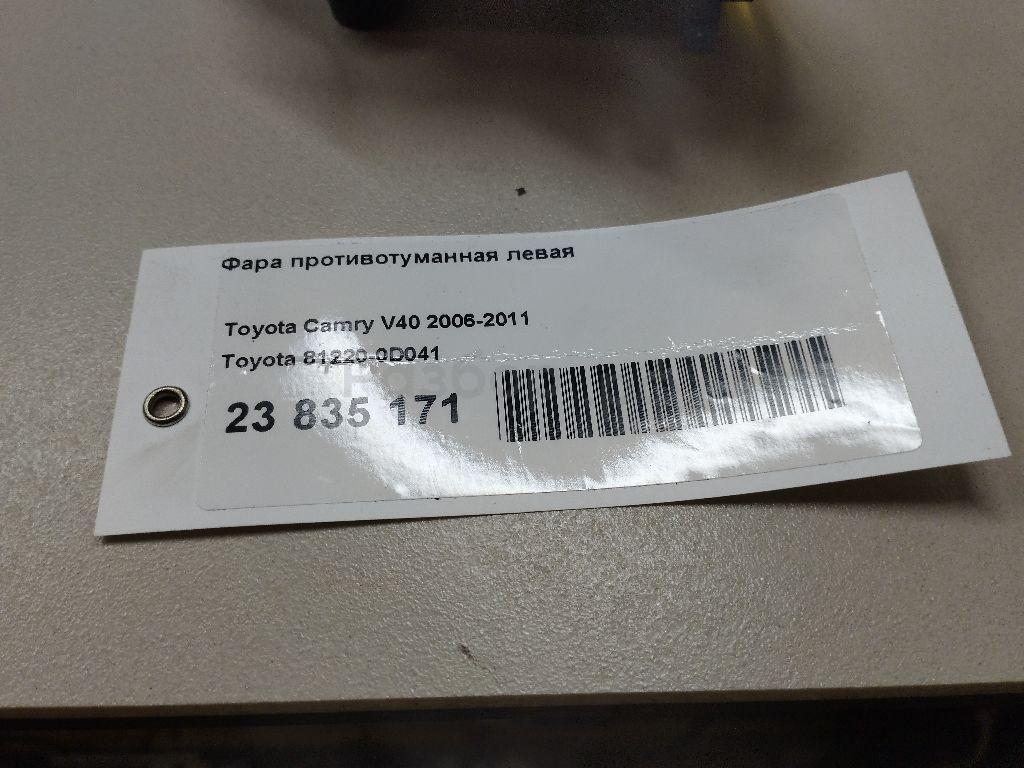 Фара противотуманная левая
Toyota Camry V40 2006-2011
Toyota 81220-0D041
23 835 171